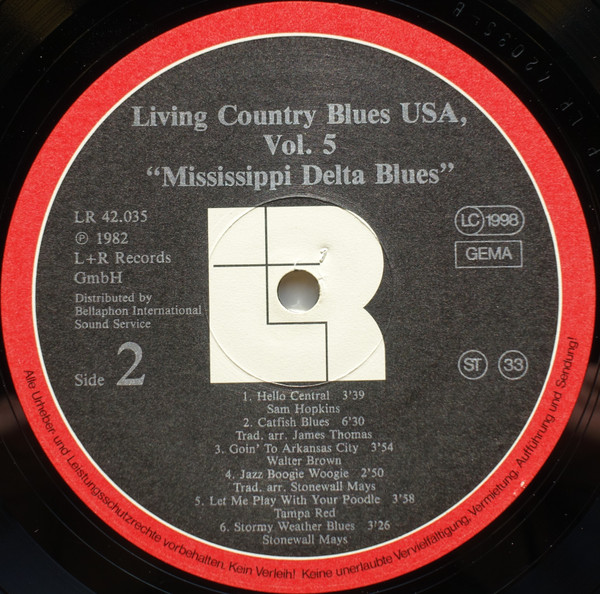 Living Country Blues USA,
Vol. 5
“Mississippi Delta Blues”
LR 42.035
℗ 1982
L+R Records
GmbH
Distributed by
Bellaphon International
Sound Service
Side 2
LC 1998
GEMA
ST 33
1. Hello Central 3'39
Sam Hopkins
2. Catfish Blues 6'30
Trad. arr. James Thomas
3. Goin' To Arkansas City 3'54
Walter Brown
4. Jazz Boogie Woogie 2'50
Trad. arr. Stonewall Mays
5. Let Me Play With Your Poodle 3'58
Tampa Red
6. Stormy Weather Blues 3'26
Stonewall Mays
Alle Urheber- und Leistungsschutzrechte vorbehalten. Kein Verleih! Keine unerlaubte Vervielfältigung, Vermietung, Aufführung und Sendung!